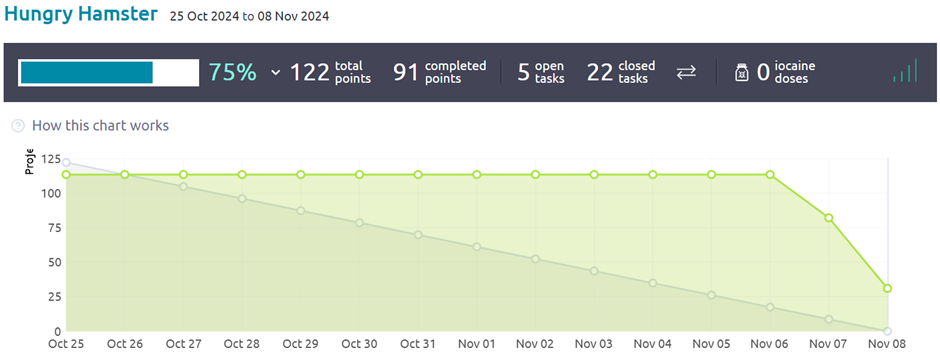 Hungry Hamster 25 Oct 2024 to 08 Nov 2024
75% 122 total points 91 completed points 5 open tasks 22 closed tasks 0 iocaine doses
How this chart works
Proje
125
100
75
50
25
0
Oct 25 Oct 26 Oct 27 Oct 28 Oct 29 Oct 30 Oct 31 Nov 01 Nov 02 Nov 03 Nov 04 Nov 05 Nov 06 Nov 07 Nov 08